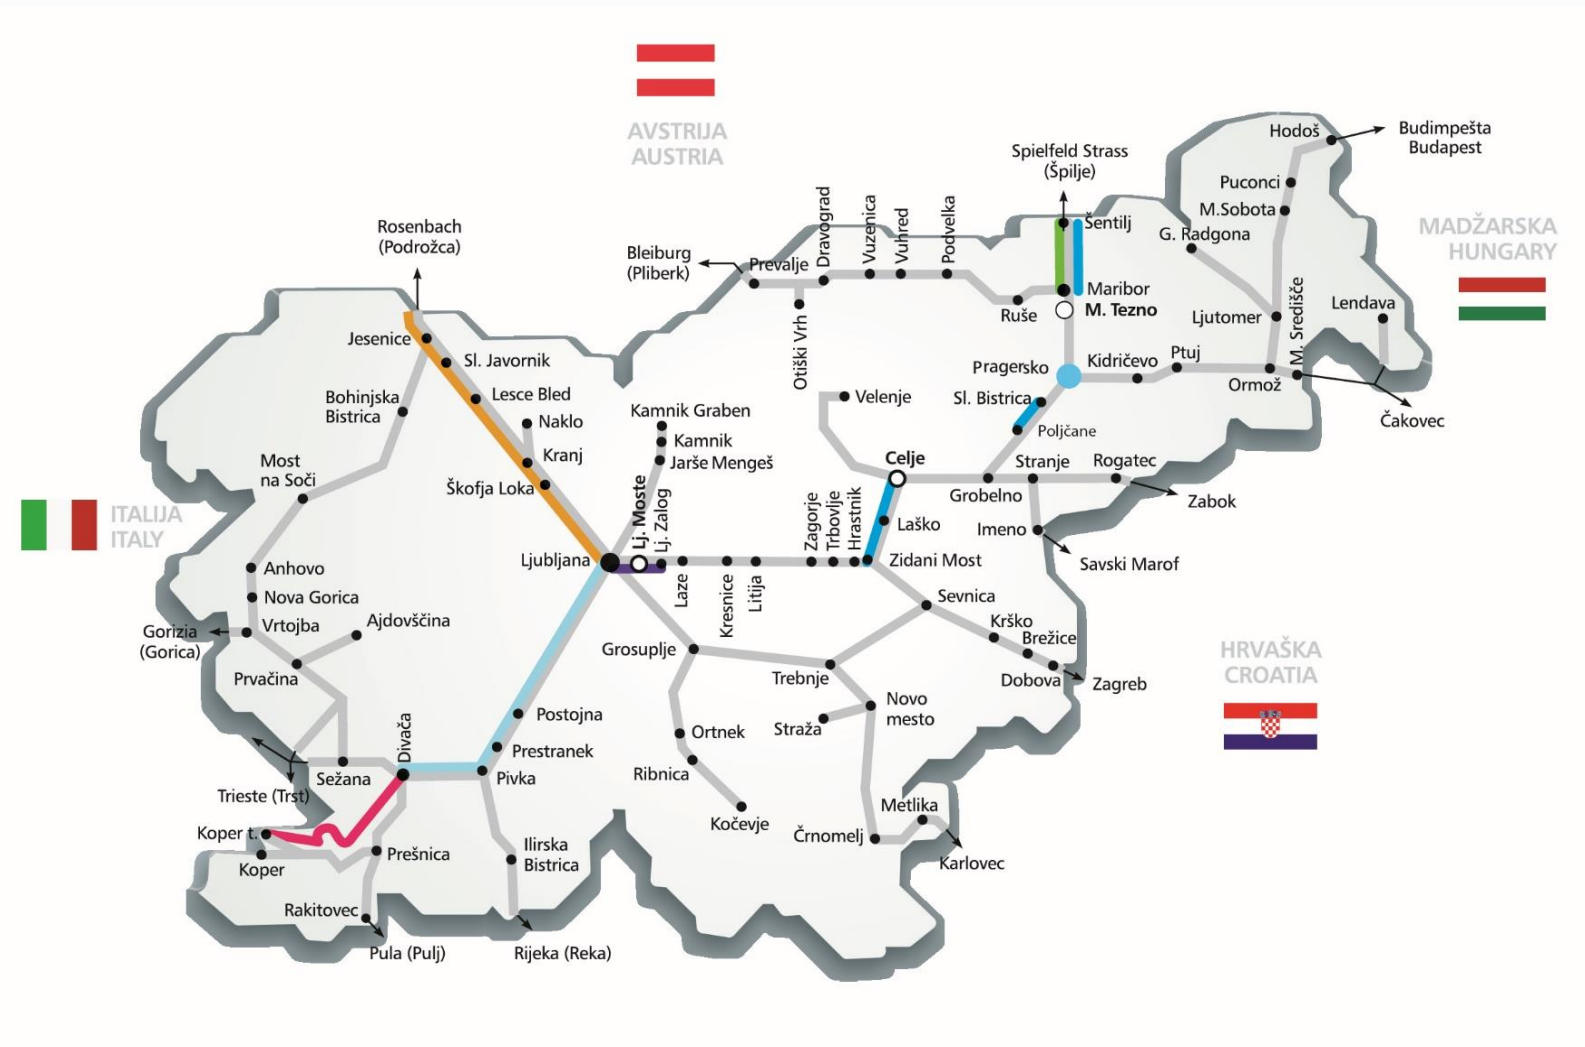 AVSTRIJA
AUSTRIA
Hodoš
Budimpešta
Budapest
Spielfeld Strass
(Špilje)
Puconci
M.Sobota
Šentilj
G. Radgona
MADŽARSKA
HUNGARY
Rosenbach
(Podrožca)
Bleiburg
(Pliberk)
Prevalje
Dravograd
Vuzenica
Vuhred
Podvelka
Maribor
M. Tezno
Ruše
Otiški Vrh
Ljutomer
M. Središče
Lendava
Jesenice
Sl. Javornik
Pragersko
Kidričevo
Ptuj
Ormož
Čakovec
Bohinjska
Bistrica
Lesce Bled
Naklo
Kamnik Graben
Kamnik
Jarše Mengeš
Velenje
Sl. Bistrica
Poljčane
Most
na Soči
Kranj
Škofja Loka
Celje
Grobelno
Stranje
Rogatec
Zabok
Imeno
Savski Marof
ITALIJA
ITALY
Lj. Moste
Lj. Zalog
Zagorje
Trbovlje
Hrastnik
Laško
Ljubljana
Laze
Kresnice
Litija
Zidani Most
Anhovo
Nova Gorica
Vrtojba
Ajdovščina
Gorizia
(Gorica)
Prvačina
Sevnica
Krško
Brežice
Dobova
Zagreb
HRVAŠKA
CROATIA
Grosuplje
Trebnje
Novo
mesto
Straža
Postojna
Prestranek
Pivka
Divača
Ortnek
Ribnica
Kočevje
Sežana
Trieste (Trst)
Koper t.
Koper
Prešnica
Ilirska
Bistrica
Metlika
Črnomelj
Karlovec
Rakitovec
Pula (Pulj)
Rijeka (Reka)